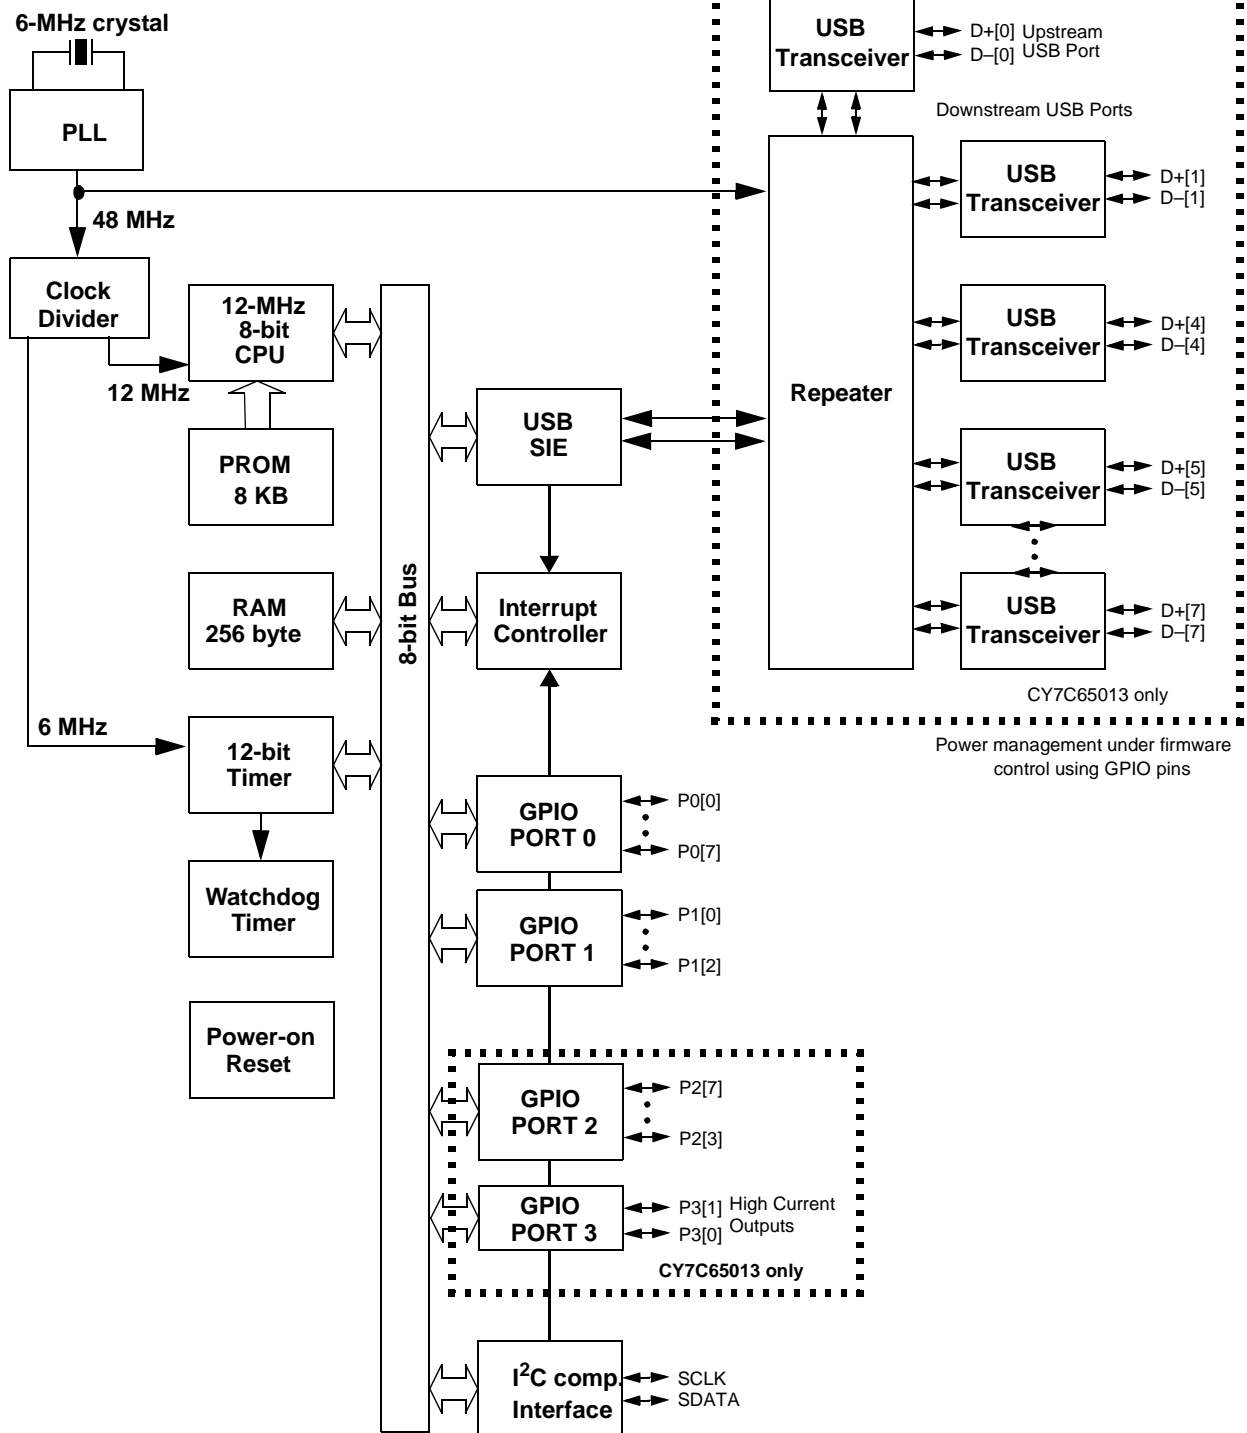 6-MHz crystal
PLL
48 MHz
Clock
Divider
12-MHz
8-bit
CPU
12 MHz
PROM
8 KB
RAM
256 byte
6 MHz
12-bit
Timer
Watchdog
Timer
Power-on
Reset
8-bit Bus
USB
SIE
Interrupt
Controller
GPIO
PORT 0
P0[0]
P0[7]
GPIO
PORT 1
P1[0]
P1[2]
GPIO
PORT 2
P2[7]
P2[3]
GPIO
PORT 3
P3[1] High Current
P3[0] Outputs
CY7C65013 only
I²C comp.
Interface
SCLK
SDATA
USB
Transceiver
D+[0] Upstream
D–[0] USB Port
Downstream USB Ports
Repeater
USB
Transceiver
D+[1]
D–[1]
USB
Transceiver
D+[4]
D–[4]
USB
Transceiver
D+[5]
D–[5]
USB
Transceiver
D+[7]
D–[7]
CY7C65013 only
Power management under firmware
control using GPIO pins